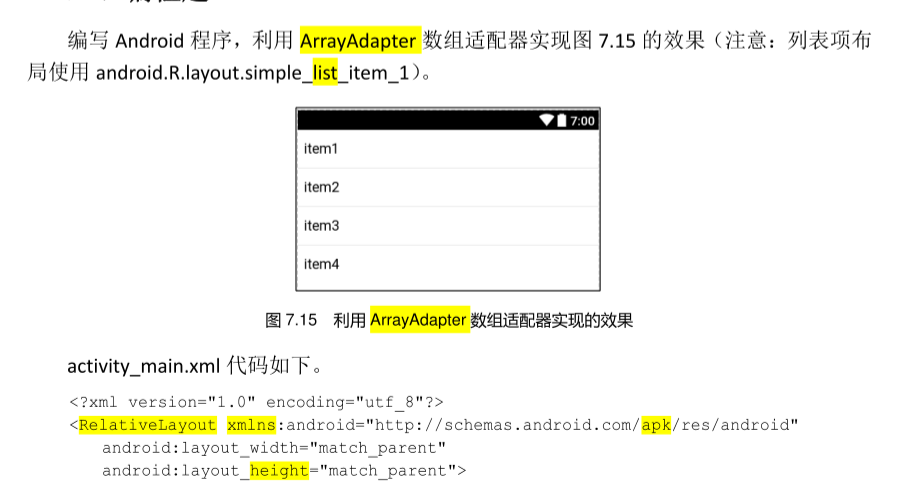 编写 Android 程序，利用 ArrayAdapter 数组适配器实现图 7.15 的效果（注意：列表项布
局使用 android.R.layout.simple_list_item_1）。
7:00
item1
item2
item3
item4
图 7.15 利用 ArrayAdapter 数组适配器实现的效果
activity_main.xml 代码如下。
<?xml version="1.0" encoding="utf_8"?>
<RelativeLayout xmlns:android="http://schemas.android.com/apk/res/android"
android:layout_width="match_parent"
android:layout_height="match_parent">